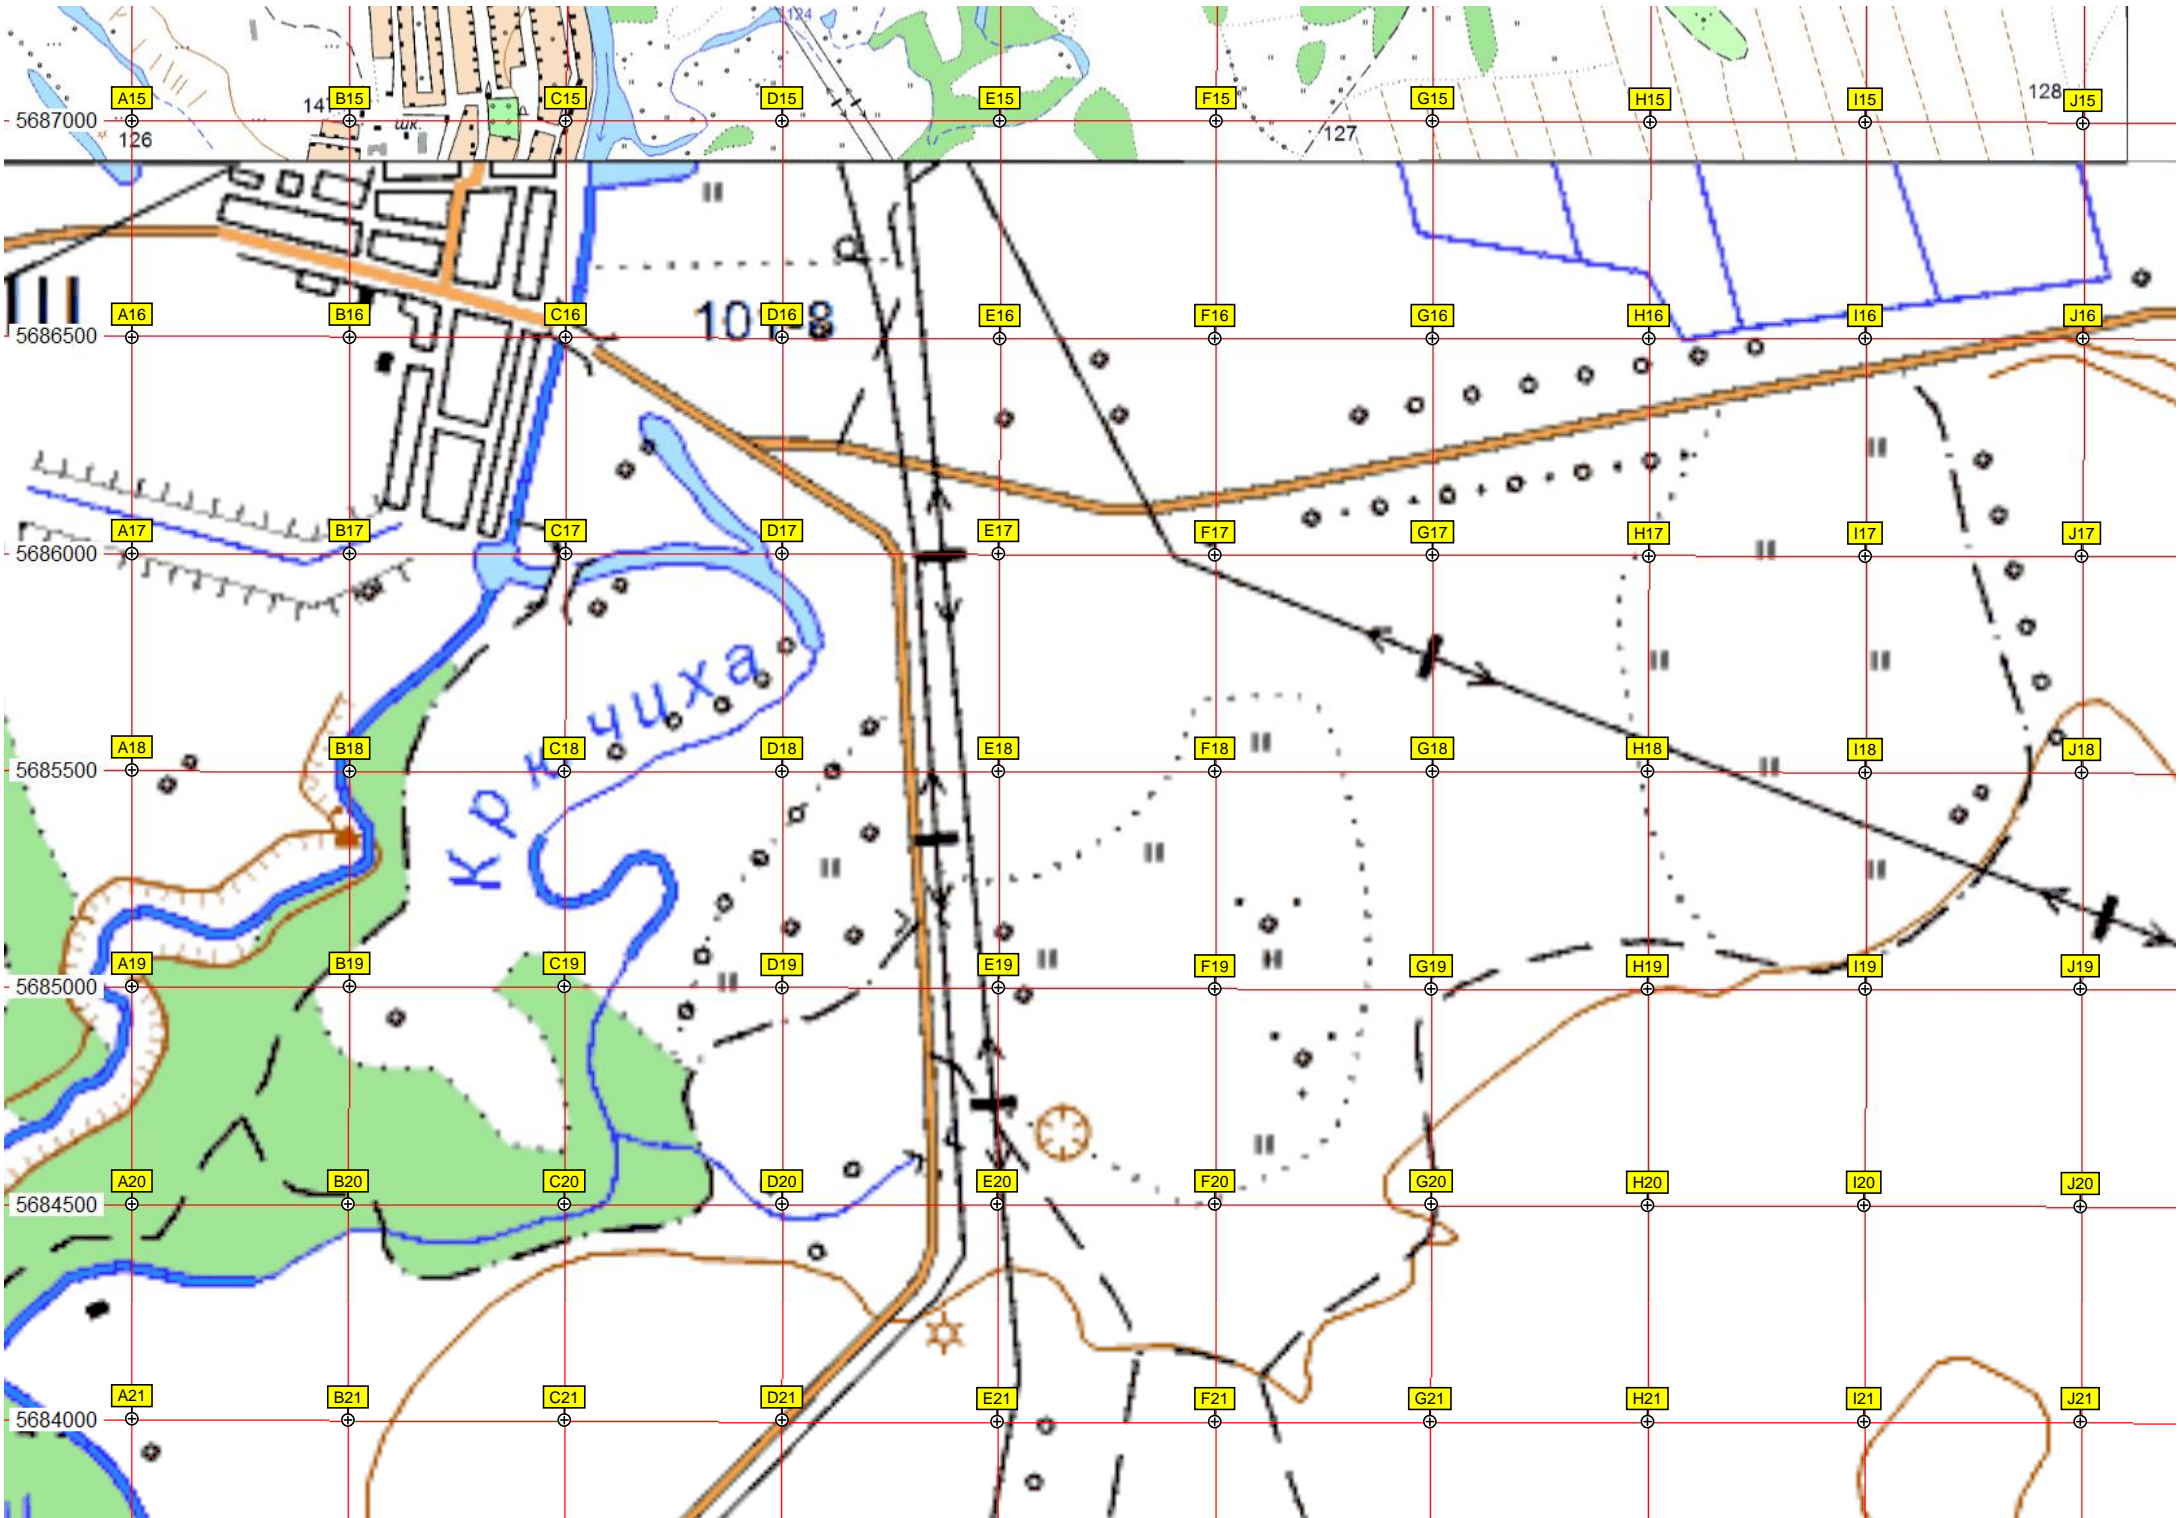 124
A15 B15 C15 D15 E15 F15 G15 H15 I15 J15
128
5687000
141
шк.
126
127
101-8
A16 B16 C16 D16 E16 F16 G16 H16 I16 J16
5686500
A17 B17 C17 D17 E17 F17 G17 H17 I17 J17
5686000
A18 B18 C18 D18 E18 F18 G18 H18 I18 J18
5685500
A19 B19 C19 D19 E19 F19 G19 H19 I19 J19
5685000
A20 B20 C20 D20 E20 F20 G20 H20 I20 J20
5684500
A21 B21 C21 D21 E21 F21 G21 H21 I21 J21
5684000